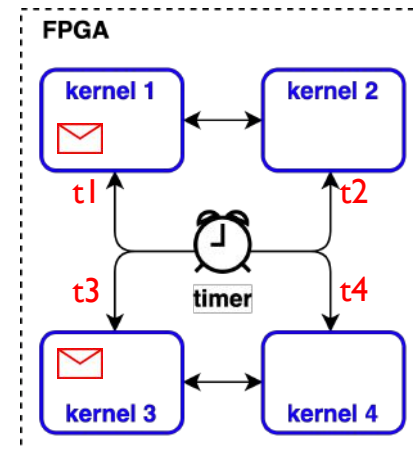 FPGA
kernel 1
kernel 2
t1
t2
t3
timer
t4
kernel 3
kernel 4